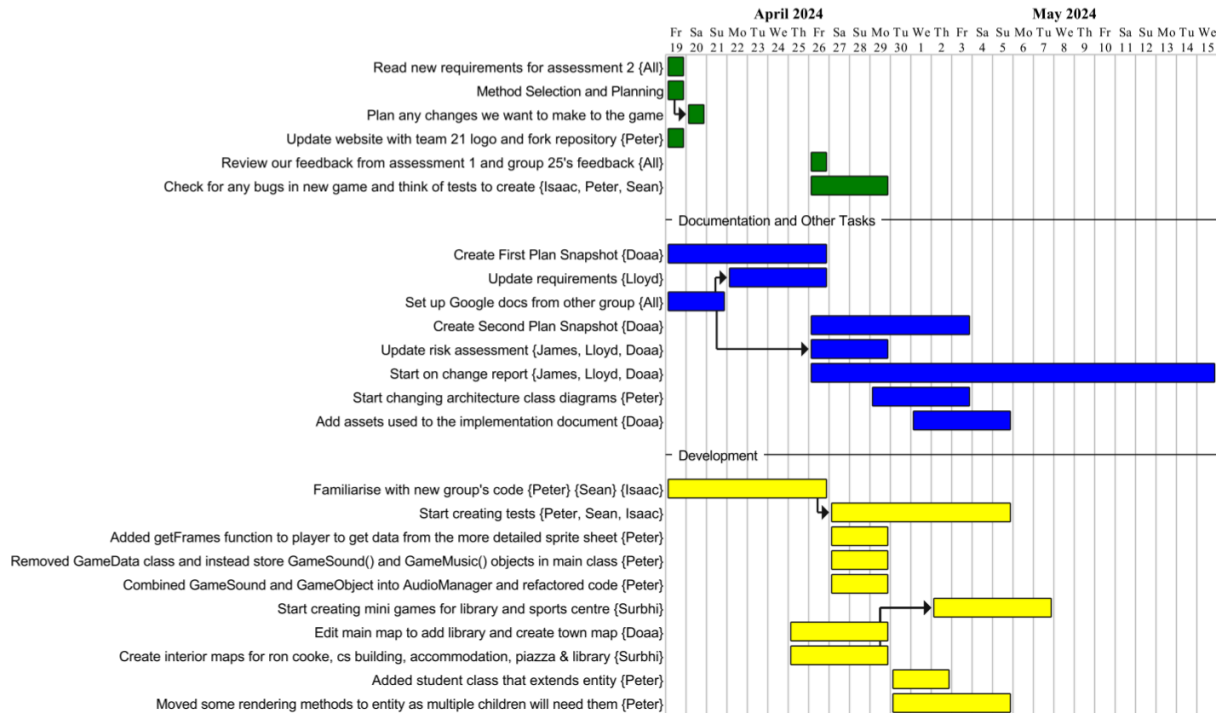 April 2024 May 2024
Fr Sa Su Mo Tu We Th Fr Sa Su Mo Tu We Th Fr Sa Su Mo Tu We Th Fr Sa Su Mo Tu We
19 20 21 22 23 24 25 26 27 28 29 30 1 2 3 4 5 6 7 8 9 10 11 12 13 14 15
Read new requirements for assessment 2 {All}
Method Selection and Planning
Plan any changes we want to make to the game
Update website with team 21 logo and fork repository {Peter}
Review our feedback from assessment 1 and group 25's feedback {All}
Check for any bugs in new game and think of tests to create {Isaac, Peter, Sean}
Documentation and Other Tasks
Create First Plan Snapshot {Doaa}
Update requirements {Lloyd}
Set up Google docs from other group {All}
Create Second Plan Snapshot {Doaa}
Update risk assessment {James, Lloyd, Doaa}
Start on change report {James, Lloyd, Doaa}
Start changing architecture class diagrams {Peter}
Add assets used to the implementation document {Doaa}
Development
Familiarise with new group's code {Peter} {Sean} {Isaac}
Start creating tests {Peter, Sean, Isaac}
Added getFrames function to player to get data from the more detailed sprite sheet {Peter}
Removed GameData class and instead store GameSound() and GameMusic() objects in main class {Peter}
Combined GameSound and GameObject into AudioManager and refactored code {Peter}
Start creating mini games for library and sports centre {Surbhi}
Edit main map to add library and create town map {Doaa}
Create interior maps for ron cooke, cs building, accommodation, piazza & library {Surbhi}
Added student class that extends entity {Peter}
Moved some rendering methods to entity as multiple children will need them {Peter}